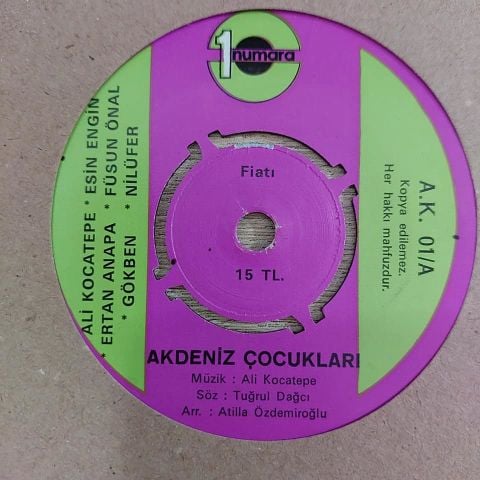 1 numara
ALİ KOCATEPE * ESİN ENGİN
* ERTAN ANAPA * FÜSUN ÖNAL
* GÖKBEN * NİLÜFER
Fiatı
15 TL.
A.K. 01/A
Kopya edilemez.
Her hakkı mahfuzdur.
AKDENİZ ÇOCUKLARI
Müzik : Ali Kocatepe
Söz : Tuğrul Dağcı
Arr. : Atilla Özdemiroğlu